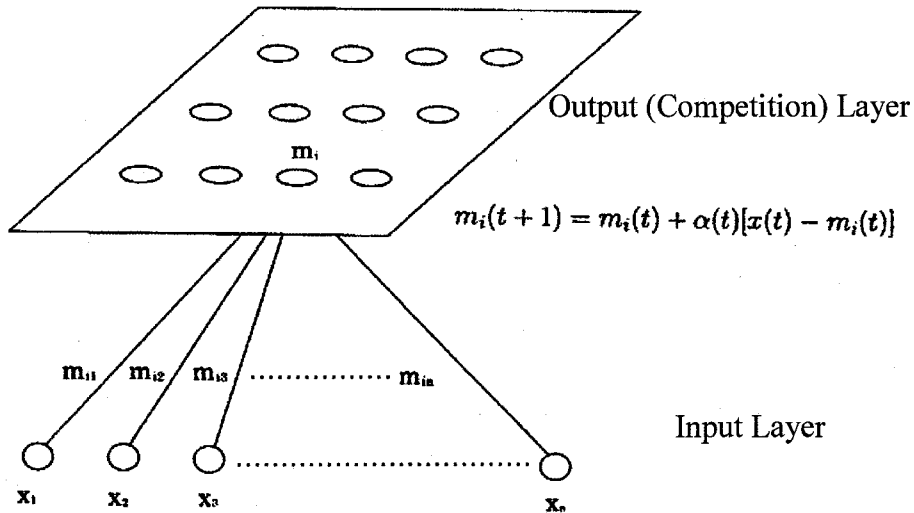 Output (Competition) Layer
m_i
m_i(t + 1) = m_i(t) + α(t)[x(t) − m_i(t)]
m_i1 m_i2 m_i3 .................... m_in
Input Layer
x_1 x_2 x_3 x_n